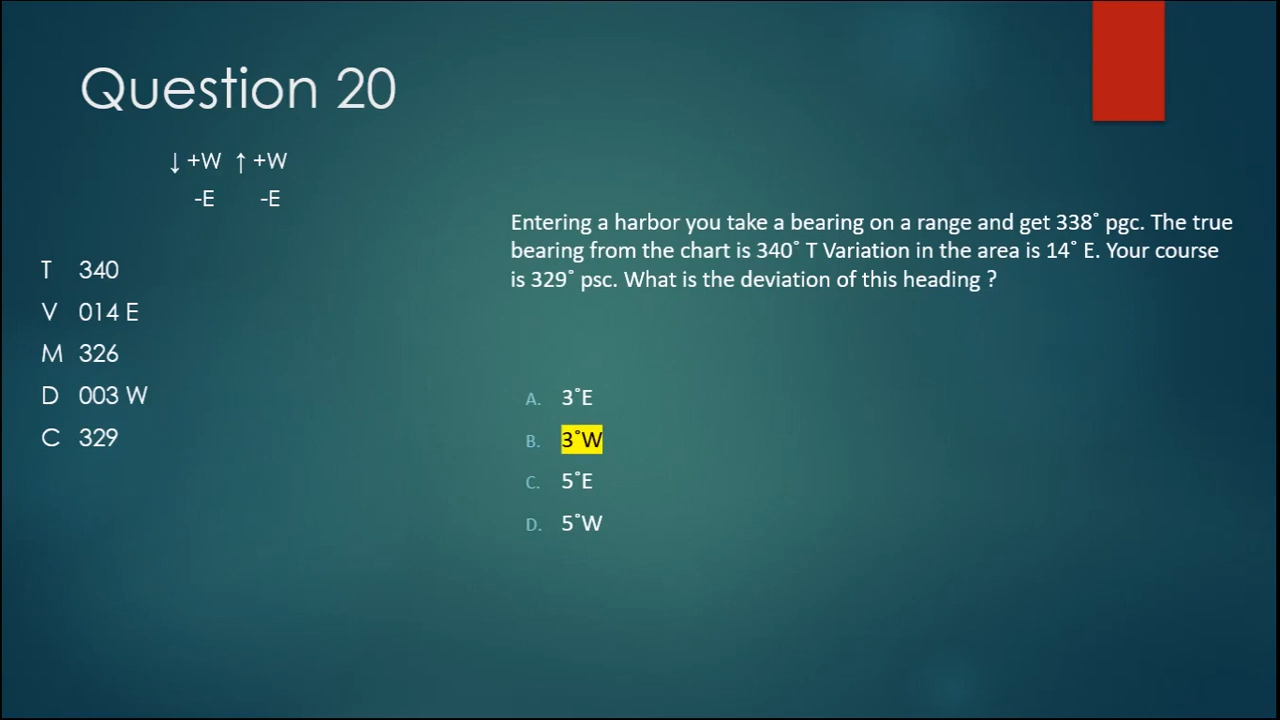 Question 20
↓ +W ↑ +W
-E -E
T 340
V 014 E
M 326
D 003 W
C 329
Entering a harbor you take a bearing on a range and get 338˚ pgc. The true
bearing from the chart is 340˚ T Variation in the area is 14˚ E. Your course
is 329˚ psc. What is the deviation of this heading ?
A. 3˚E
B. 3˚W
C. 5˚E
D. 5˚W